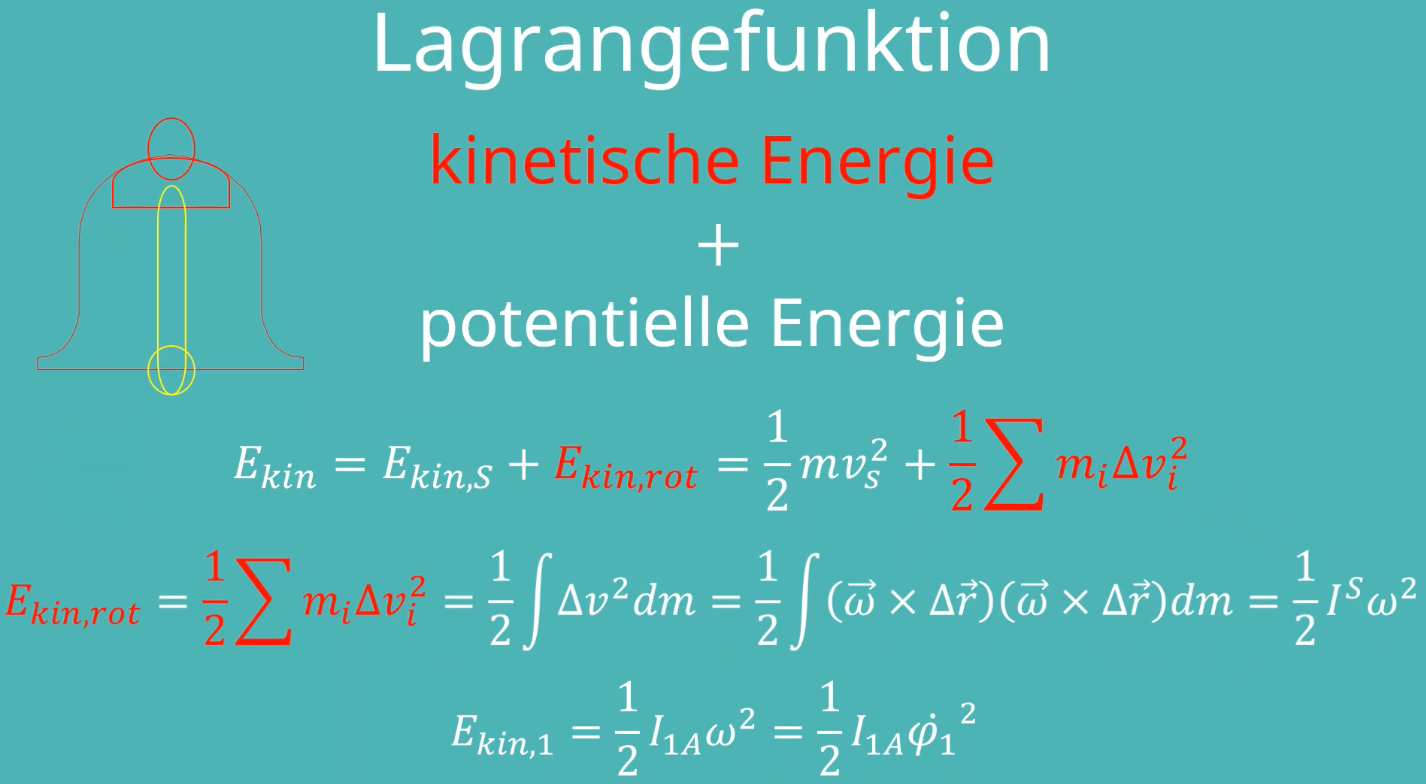 Lagrangefunktion
kinetische Energie
+
potentielle Energie
$E_{kin} = E_{kin,S} + E_{kin,rot} = \frac{1}{2} m v_s^2 + \frac{1}{2} \sum m_i \Delta v_i^2$
$E_{kin,rot} = \frac{1}{2} \sum m_i \Delta v_i^2 = \frac{1}{2} \int \Delta v^2 dm = \frac{1}{2} \int (\vec{\omega} \times \Delta \vec{r})(\vec{\omega} \times \Delta \vec{r}) dm = \frac{1}{2} I^S \omega^2$
$E_{kin,1} = \frac{1}{2} I_{1A} \omega^2 = \frac{1}{2} I_{1A} \dot{\varphi}_1{}^2$